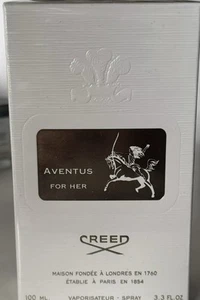 AVENTUS
FOR HER
CREED
MAISON FONDÉE À LONDRES EN 1760
ÉTABLIE À PARIS EN 1854
100 ML VAPORISATEUR - SPRAY 3.3 FL.OZ